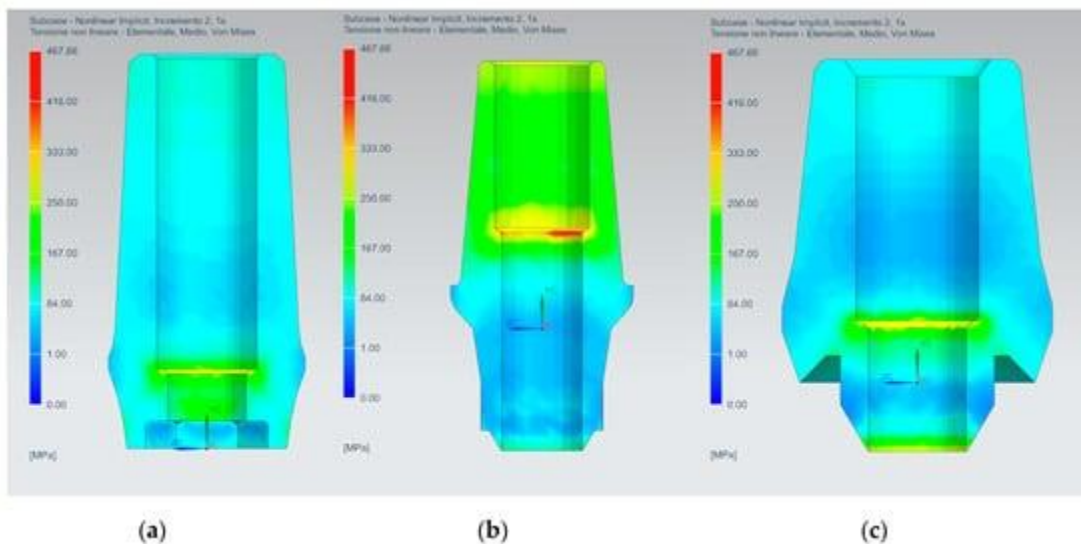 Subcase - Nonlinear Implicit, Incremento 2, 1s
Tensione non lineare - Elementale, Medio, Von Mises
467.66
416.00
333.00
250.00
167.00
84.00
1.00
0.00
[MPa]
(a)
Subcase - Nonlinear Implicit, Incremento 2, 1s
Tensione non lineare - Elementale, Medio, Von Mises
467.66
416.00
333.00
250.00
167.00
84.00
1.00
0.00
[MPa]
(b)
Subcase - Nonlinear Implicit, Incremento 2, 1s
Tensione non lineare - Elementale, Medio, Von Mises
467.66
416.00
333.00
250.00
167.00
84.00
1.00
0.00
[MPa]
(c)